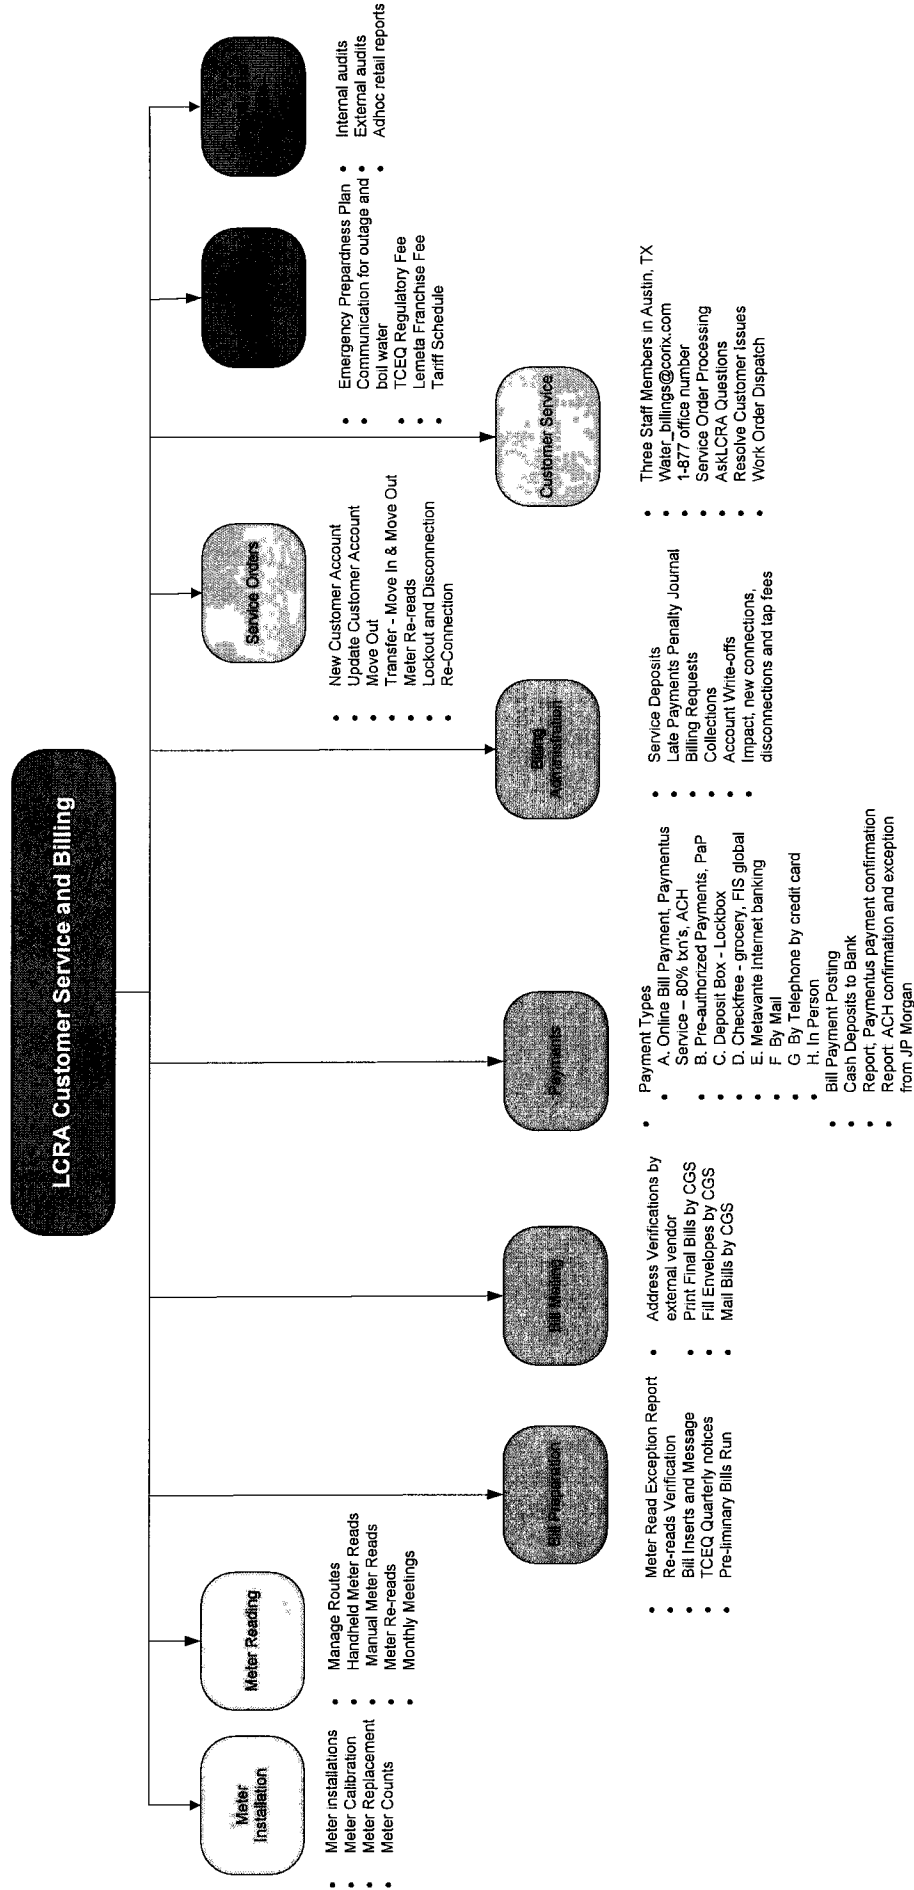 LCRA Customer Service and Billing
Meter
Installation
Meter installations
Meter Calibration
Meter Replacement
Meter Counts
Meter Reading
Manage Routes
Handheld Meter Reads
Manual Meter Reads
Meter Re-reads
Monthly Meetings
Bill Preparation
Meter Read Exception Report
Re-reads Verification
Bill Inserts and Message
TCEQ Quarterly notices
Pre-liminary Bills Run
Bill Mailing
Address Verifications by
external vendor
Print Final Bills by CGS
Fill Envelopes by CGS
Mail Bills by CGS
Payments
Payment Types
A. Online Bill Payment, Paymentus
Service – 80% txn's, ACH
B. Pre-authorized Payments, PaP
C. Deposit Box - Lockbox
D. Checkfree - grocery, FIS global
E. Metavante Internet banking
F By Mail
G By Telephone by credit card
H. In Person
Bill Payment Posting
Cash Deposits to Bank
Report, Paymentus payment confirmation
Report: ACH confirmation and exception
from JP Morgan
Billing
Administration
Service Deposits
Late Payments Penalty Journal
Billing Requests
Collections
Account Write-offs
Impact, new connections,
disconnections and tap fees
Service Orders
New Customer Account
Update Customer Account
Move Out
Transfer - Move In & Move Out
Meter Re-reads
Lockout and Disconnection
Re-Connection
Customer Service
Three Staff Members in Austin, TX
Water_billings@corix.com
1-877 office number
Service Order Processing
AskLCRA Questions
Resolve Customer Issues
Work Order Dispatch
Emergency Prepardness Plan
Communication for outage and
boil water
TCEQ Regulatory Fee
Lemeta Franchise Fee
Tariff Schedule
Internal audits
External audits
Adhoc retail reports